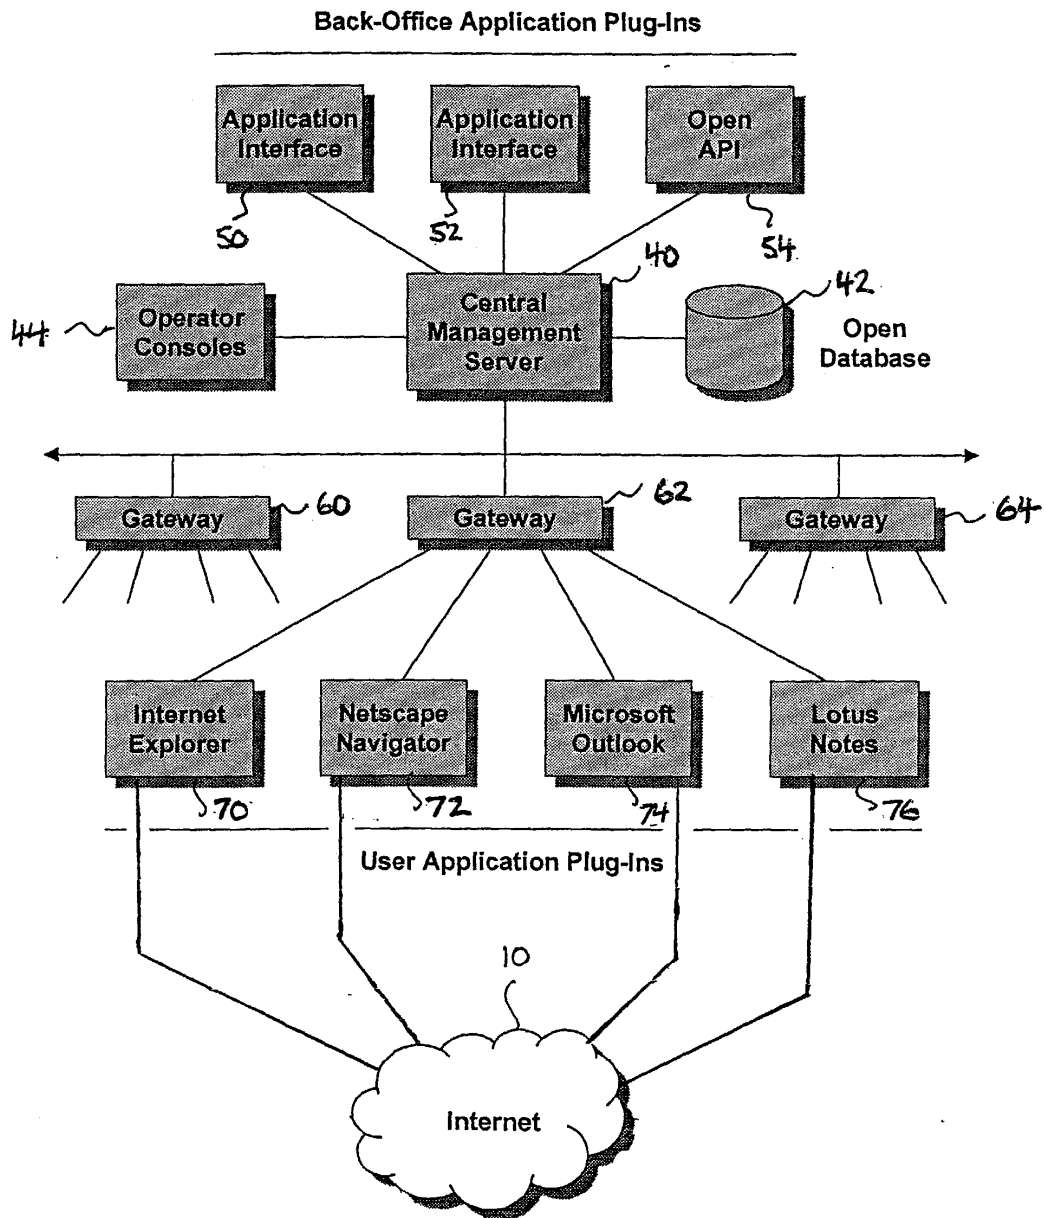 Back-Office Application Plug-Ins
Application
Interface
Application
Interface
Open
API
50
52
54
40
42
44
Operator
Consoles
Central
Management
Server
Open
Database
60
62
64
Gateway
Gateway
Gateway
Internet
Explorer
Netscape
Navigator
Microsoft
Outlook
Lotus
Notes
70
72
74
76
User Application Plug-Ins
10
Internet